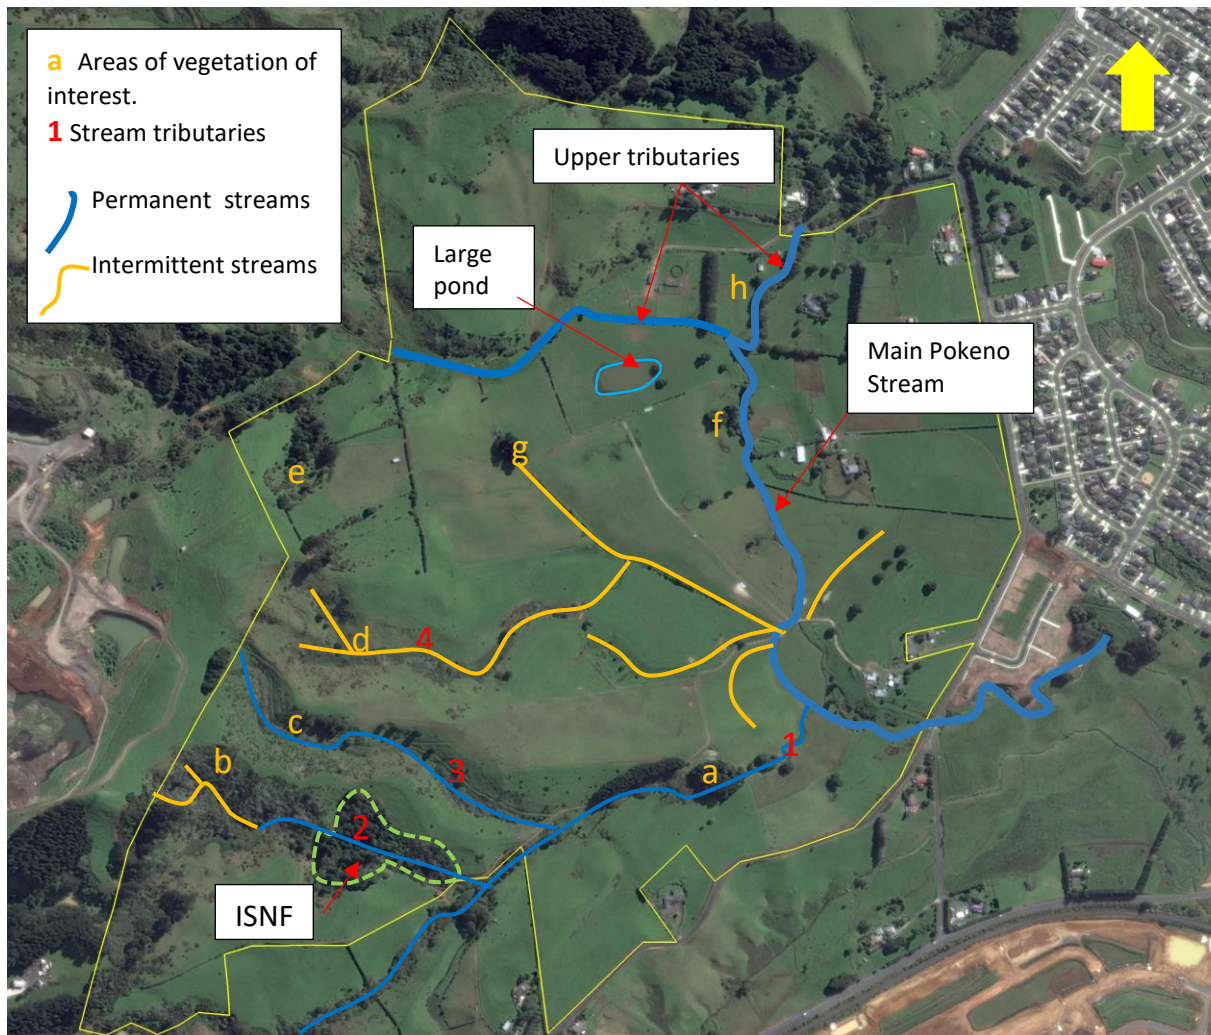 a Areas of vegetation of
interest.
1 Stream tributaries
Permanent streams
Intermittent streams
Upper tributaries
Large
pond
h
Main Pokeno
Stream
f
g
e
d
4
c
b
3
a
1
2
ISNF